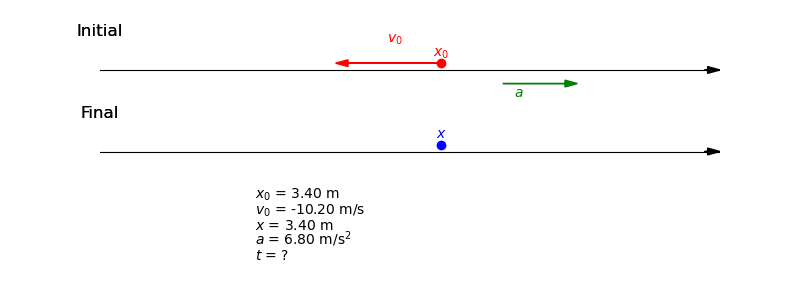 Initial
v₀
x₀
a
Final
x
x₀ = 3.40 m
v₀ = -10.20 m/s
x = 3.40 m
a = 6.80 m/s²
t = ?